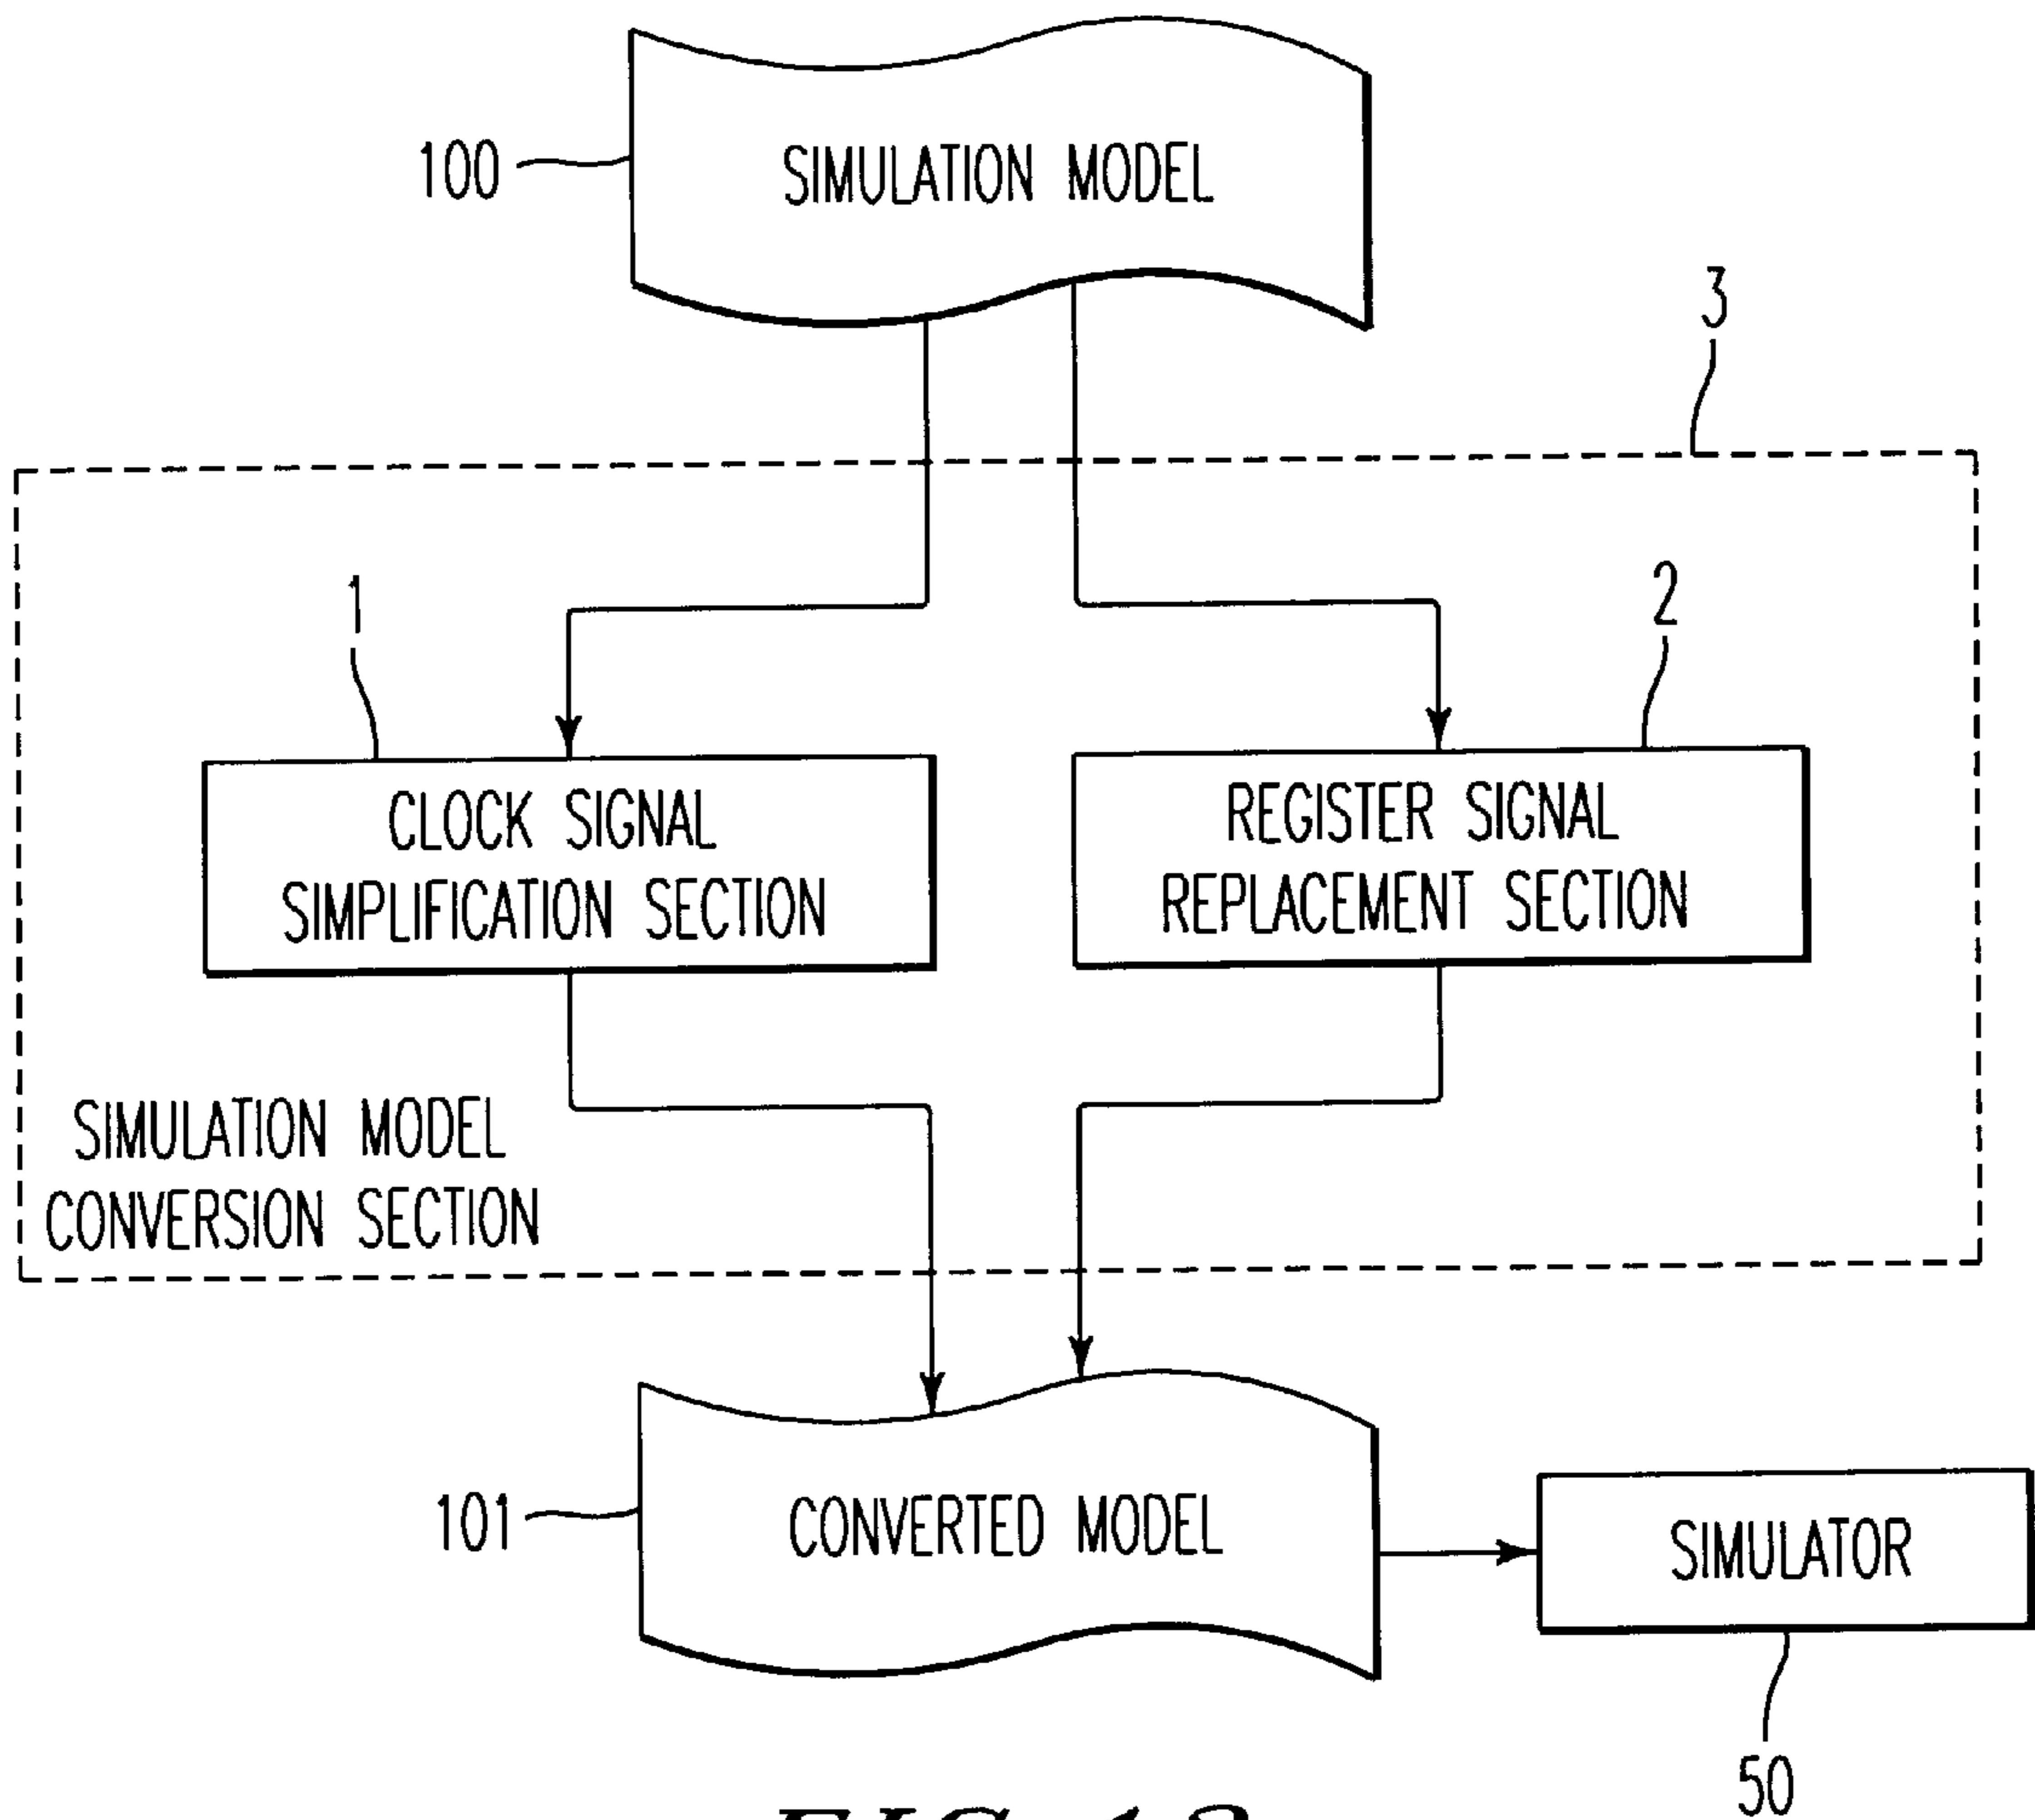 100
SIMULATION MODEL
3
1
2
CLOCK SIGNAL
SIMPLIFICATION SECTION
REGISTER SIGNAL
REPLACEMENT SECTION
SIMULATION MODEL
CONVERSION SECTION
101
CONVERTED MODEL
SIMULATOR
50